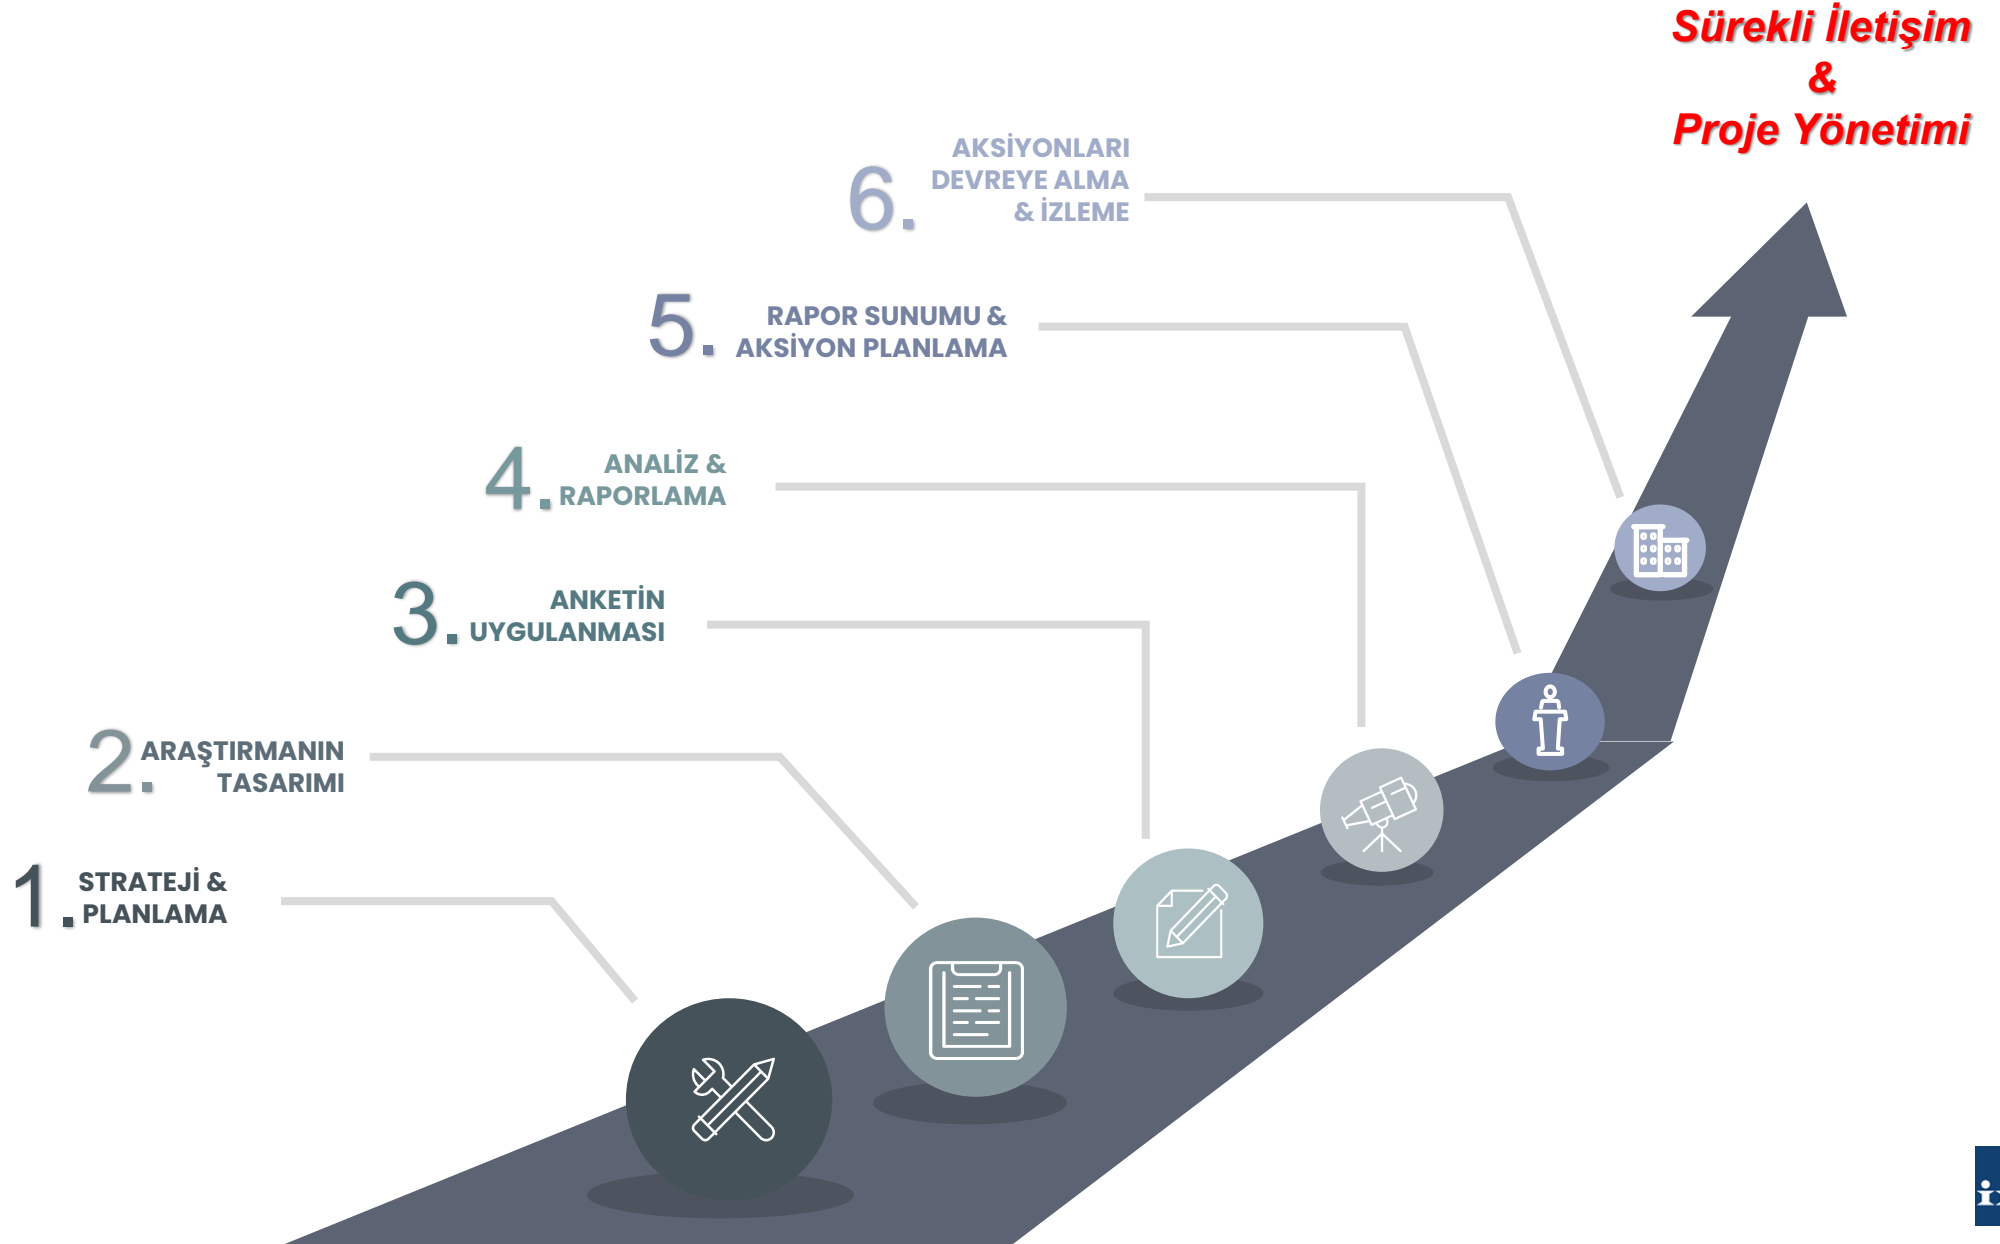 Sürekli İletişim
&
Proje Yönetimi
6. AKSİYONLARI
DEVREYE ALMA
& İZLEME
5. RAPOR SUNUMU &
AKSİYON PLANLAMA
4. ANALİZ &
RAPORLAMA
3. ANKETİN
UYGULANMASI
2. ARAŞTIRMANIN
TASARIMI
1. STRATEJİ &
PLANLAMA